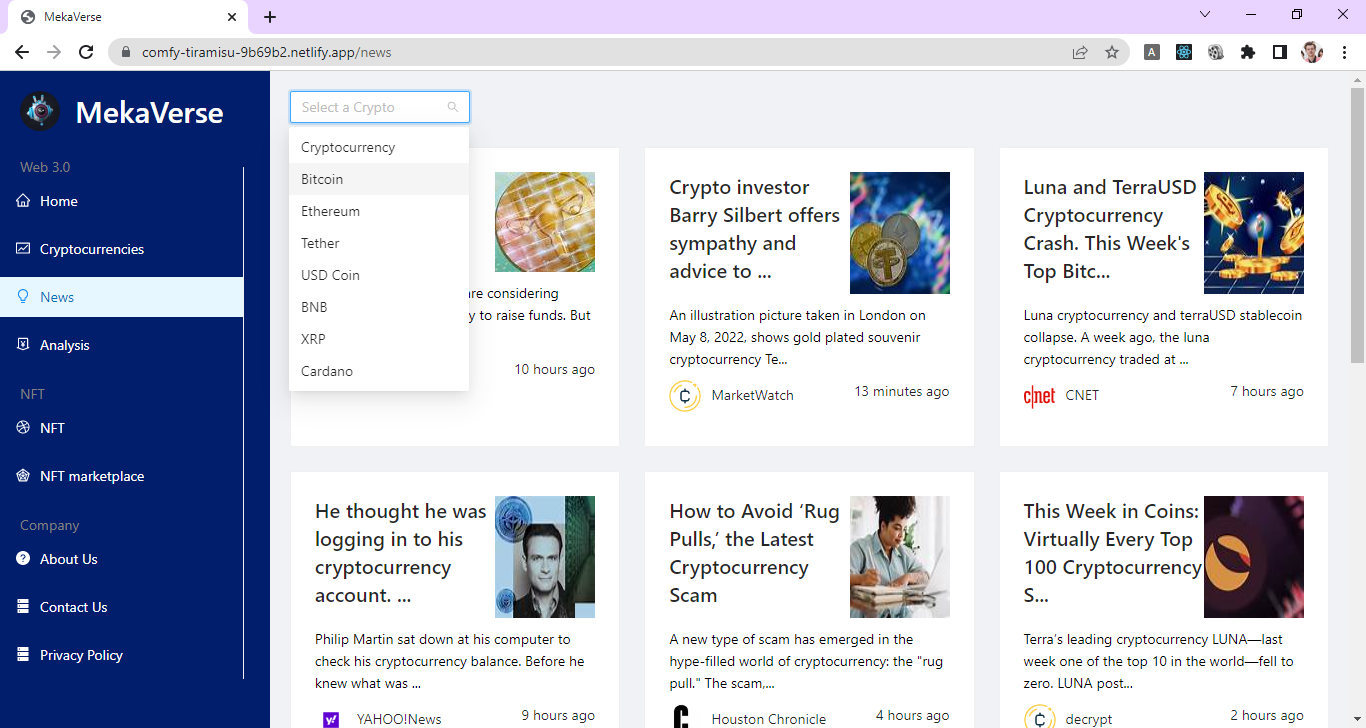 MekaVerse
comfy-tiramisu-9b69b2.netlify.app/news
A
MekaVerse
Web 3.0
Home
Cryptocurrencies
News
Analysis
NFT
NFT
NFT marketplace
Company
About Us
Contact Us
Privacy Policy
Select a Crypto
Cryptocurrency
Bitcoin
Ethereum
Tether
USD Coin
BNB
XRP
Cardano
are considering
y to raise funds. But
10 hours ago
Crypto investor
Barry Silbert offers
sympathy and
advice to ...
An illustration picture taken in London on
May 8, 2022, shows gold plated souvenir
cryptocurrency Te...
MarketWatch
13 minutes ago
Luna and TerraUSD
Cryptocurrency
Crash. This Week's
Top Bitc...
Luna cryptocurrency and terraUSD stablecoin
collapse. A week ago, the luna
cryptocurrency traded at ...
c|net
CNET
7 hours ago
He thought he was
logging in to his
cryptocurrency
account. ...
Philip Martin sat down at his computer to
check his cryptocurrency balance. Before he
knew what was ...
YAHOO!News
9 hours ago
How to Avoid ‘Rug
Pulls,’ the Latest
Cryptocurrency
Scam
A new type of scam has emerged in the
hype-filled world of cryptocurrency: the "rug
pull." The scam,...
Houston Chronicle
4 hours ago
This Week in Coins:
Virtually Every Top
100 Cryptocurrency
S...
Terra’s leading cryptocurrency LUNA—last
week one of the top 10 in the world—fell to
zero. LUNA post...
decrypt
2 hours ago